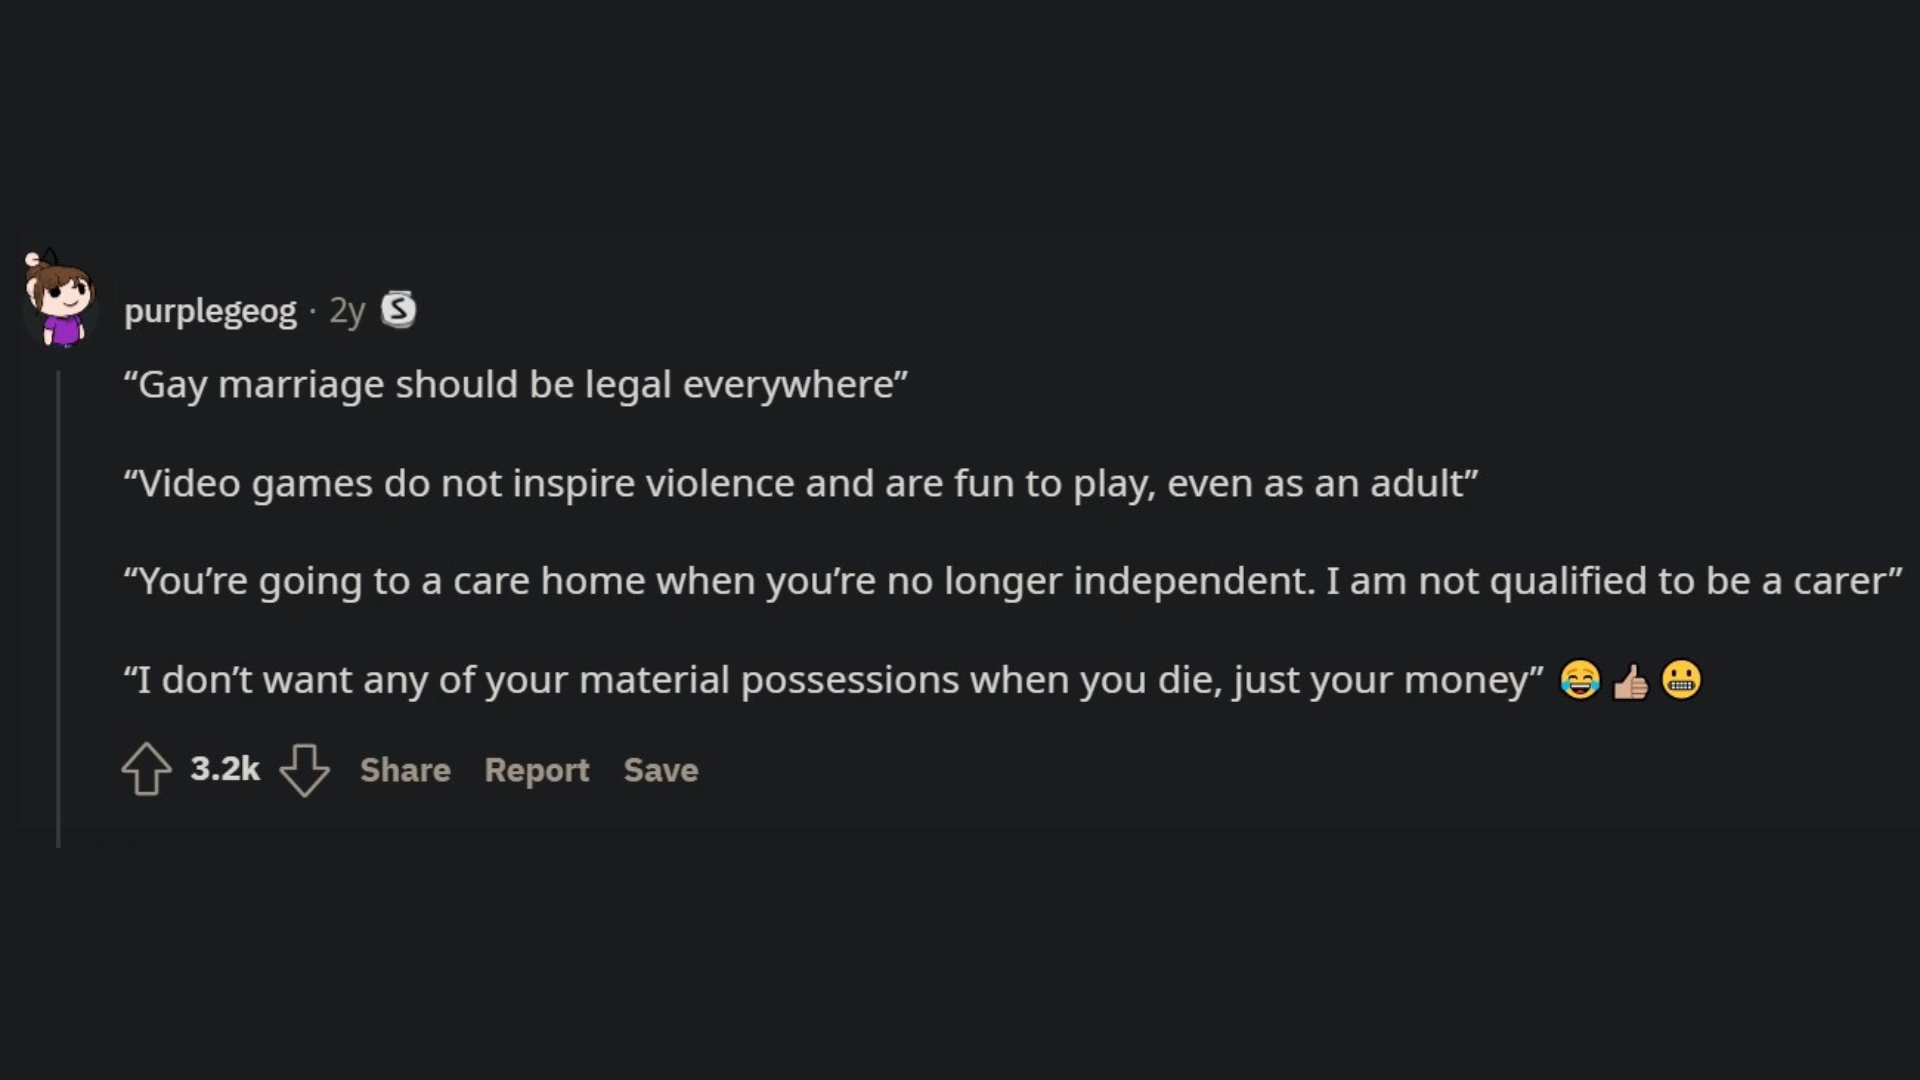 purplegeog · 2y S
“Gay marriage should be legal everywhere”
“Video games do not inspire violence and are fun to play, even as an adult”
“You’re going to a care home when you’re no longer independent. I am not qualified to be a carer”
“I don’t want any of your material possessions when you die, just your money” 😂👍🏼😬
3.2k Share Report Save